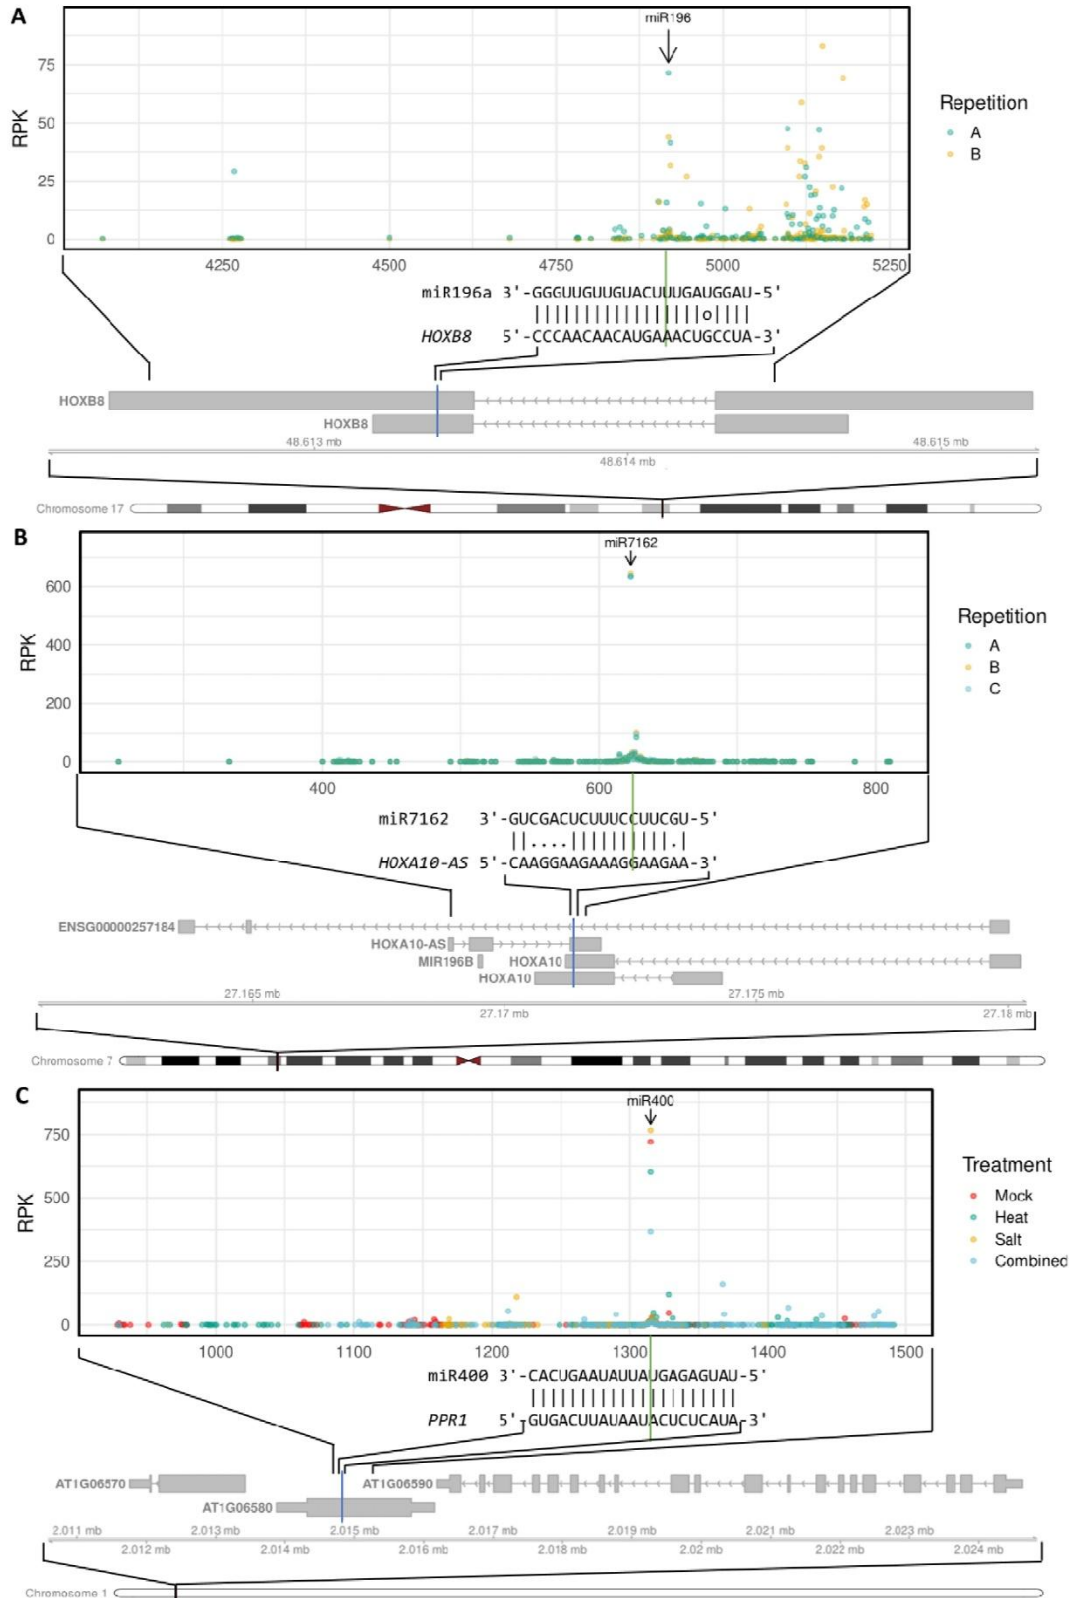 A
miR196
75
50
25
0
RPK
4250 4500 4750 5000 5250
Repetition
A
B
miR196a 3'-GGGUUGUUGUACUUUGAUGGAU-5'
|||||||||||||||||o||||
HOXB8 5'-CCCAACAACAUGAAACUGCCUA-3'
HOXB8
HOXB8
48.613 mb 48.615 mb
48.614 mb
Chromosome 17
B
miR7162
600
400
200
0
RPK
400 600 800
Repetition
A
B
C
miR7162 3'-GUCGACUCUUUCCUUCGU-5'
|||....||||||||||.|
HOXA10-AS 5'-CAAGGAAGAAAGGAAGAA-3'
ENSG00000257184
HOXA10-AS
MIR196B HOXA10
HOXA10
27.165 mb 27.175 mb
27.17 mb 27.18 mb
Chromosome 7
C
miR400
750
500
250
0
RPK
1000 1100 1200 1300 1400 1500
Treatment
Mock
Heat
Salt
Combined
miR400 3'-CACUGAAUAUUAUGAGAGUAU-5'
|||||||||||||||||||||
PPR1 5'-GUGACUUAUAAUACUCUCAUA-3'
AT1G06570 AT1G06590
AT1G06580
2.011 mb 2.013 mb 2.015 mb 2.017 mb 2.019 mb 2.021 mb 2.023 mb
2.012 mb 2.014 mb 2.016 mb 2.018 mb 2.02 mb 2.022 mb 2.024 mb
Chromosome 1